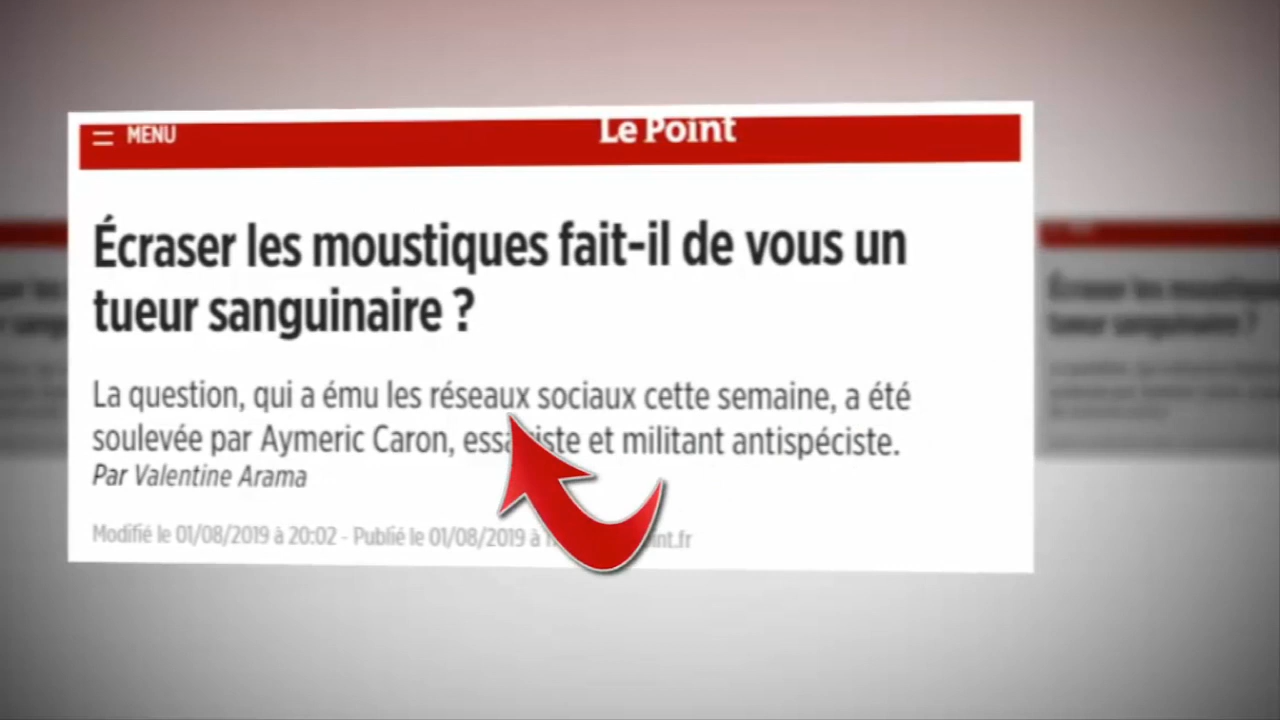 MENU
Le Point
Écraser les moustiques fait-il de vous un
tueur sanguinaire ?
La question, qui a ému les réseaux sociaux cette semaine, a été
soulevée par Aymeric Caron, essayiste et militant antispéciste.
Par Valentine Arama
Modifié le 01/08/2019 à 20:02 - Publié le 01/08/2019 à